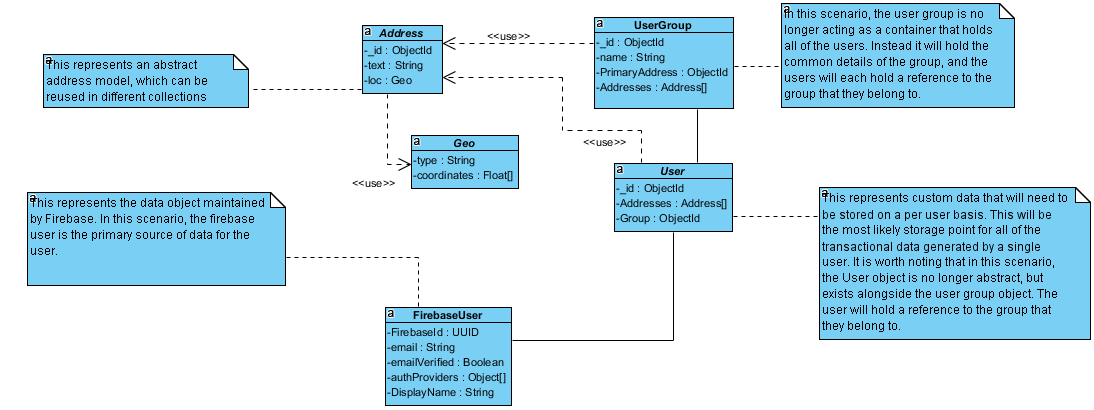 a
Address
-_id : ObjectId
-text : String
-loc : Geo
<<use>>
a
UserGroup
-_id : ObjectId
-name : String
-PrimaryAddress : ObjectId
-Addresses : Address[]
a
In this scenario, the user group is no
longer acting as a container that holds
all of the users. Instead it will hold the
common details of the group, and the
users will each hold a reference to the
group that they belong to.
a
This represents an abstract
address model, which can be
reused in different collections
a
Geo
-type : String
-coordinates : Float[]
<<use>>
<<use>>
a
User
-_id : ObjectId
-Addresses : Address[]
-Group : ObjectId
a
This represents the data object maintained
by Firebase. In this scenario, the firebase
user is the primary source of data for the
user.
a
This represents custom data that will need to
be stored on a per user basis. This will be
the most likely storage point for all of the
transactional data generated by a single
user. It is worth noting that in this scenario,
the User object is no longer abstract, but
exists alongside the user group object. The
user will hold a reference to the group that
they belong to.
a
FirebaseUser
-FirebaseId : UUID
-email : String
-emailVerified : Boolean
-authProviders : Object[]
-DisplayName : String